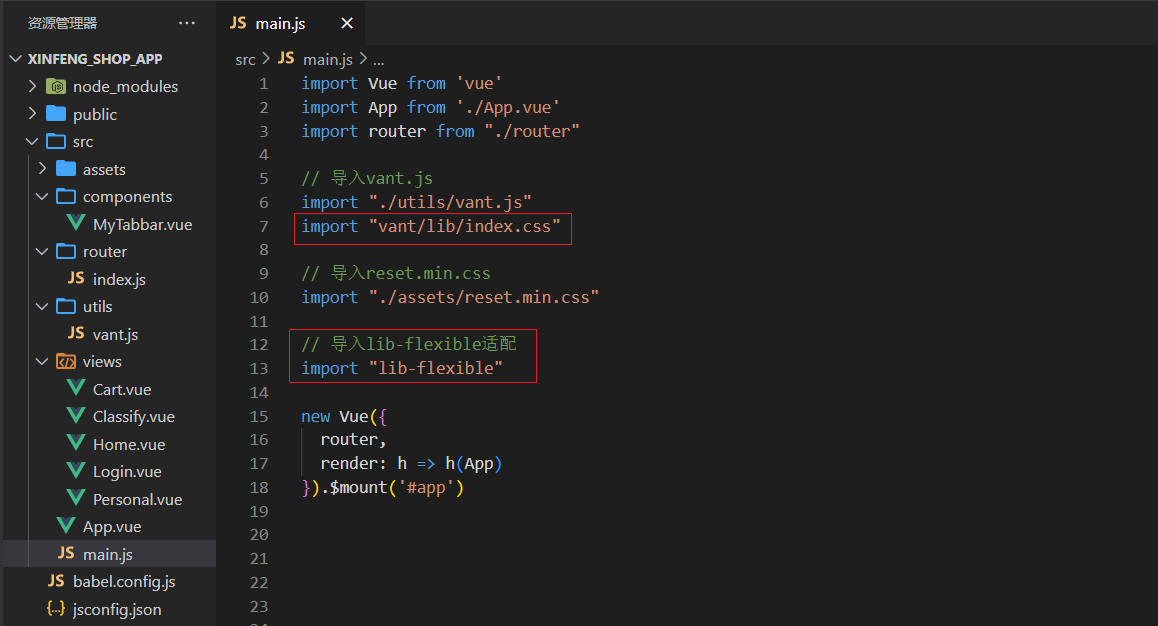 资源管理器 ···
XINFENG_SHOP_APP
node_modules
public
src
assets
components
MyTabbar.vue
router
JS index.js
utils
JS vant.js
views
Cart.vue
Classify.vue
Home.vue
Login.vue
Personal.vue
App.vue
JS main.js
JS babel.config.js
{..} jsconfig.json
JS main.js ×
src > JS main.js > ...
1 import Vue from 'vue'
2 import App from './App.vue'
3 import router from "./router"
4
5 // 导入vant.js
6 import "./utils/vant.js"
7 import "vant/lib/index.css"
8
9 // 导入reset.min.css
10 import "./assets/reset.min.css"
11
12 // 导入lib-flexible适配
13 import "lib-flexible"
14
15 new Vue({
16 router,
17 render: h => h(App)
18 }).$mount('#app')
19
20
21
22
23